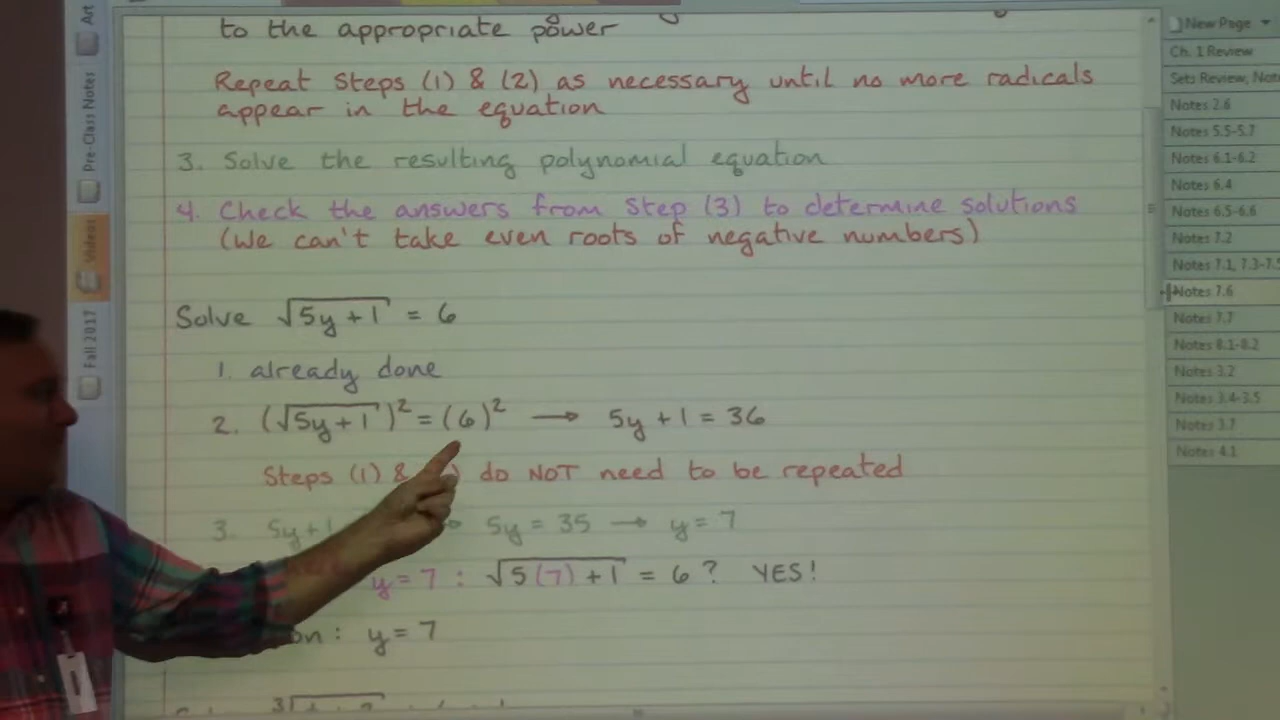 to the appropriate power
Repeat Steps (1) & (2) as necessary until no more radicals
appear in the equation
3. Solve the resulting polynomial equation
4. Check the answers from Step (3) to determine solutions
(We can't take even roots of negative numbers)
Solve √5y + 1 = 6
1. already done
2. (√5y + 1)² = (6)² → 5y + 1 = 36
Steps (1) & ) do NOT need to be repeated
3. 5y + 1 → 5y = 35 → y = 7
y = 7 : √5(7) + 1 = 6? YES!
on: y = 7
Art
Pre-Class Notes
Videos
Fall 2017
New Page
Ch. 1 Review
Sets Review,
Notes 2.6
Notes 5.5-5.7
Notes 6.1-6.2
Notes 6.4
Notes 6.5-6.6
Notes 7.2
Notes 7.1, 7.3-7.
Notes 7.6
Notes 7.7
Notes 8.1-8.2
Notes 3.2
Notes 3.4-3.5
Notes 3.7
Notes 4.1